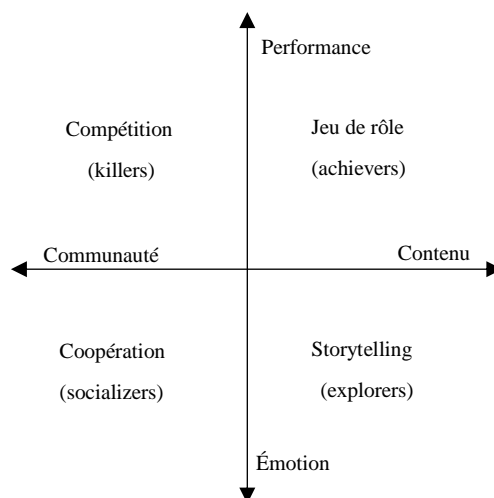 Performance
Compétition
Jeu de rôle
(killers)
(achievers)
Communauté
Contenu
Coopération
Storytelling
(socializers)
(explorers)
Émotion